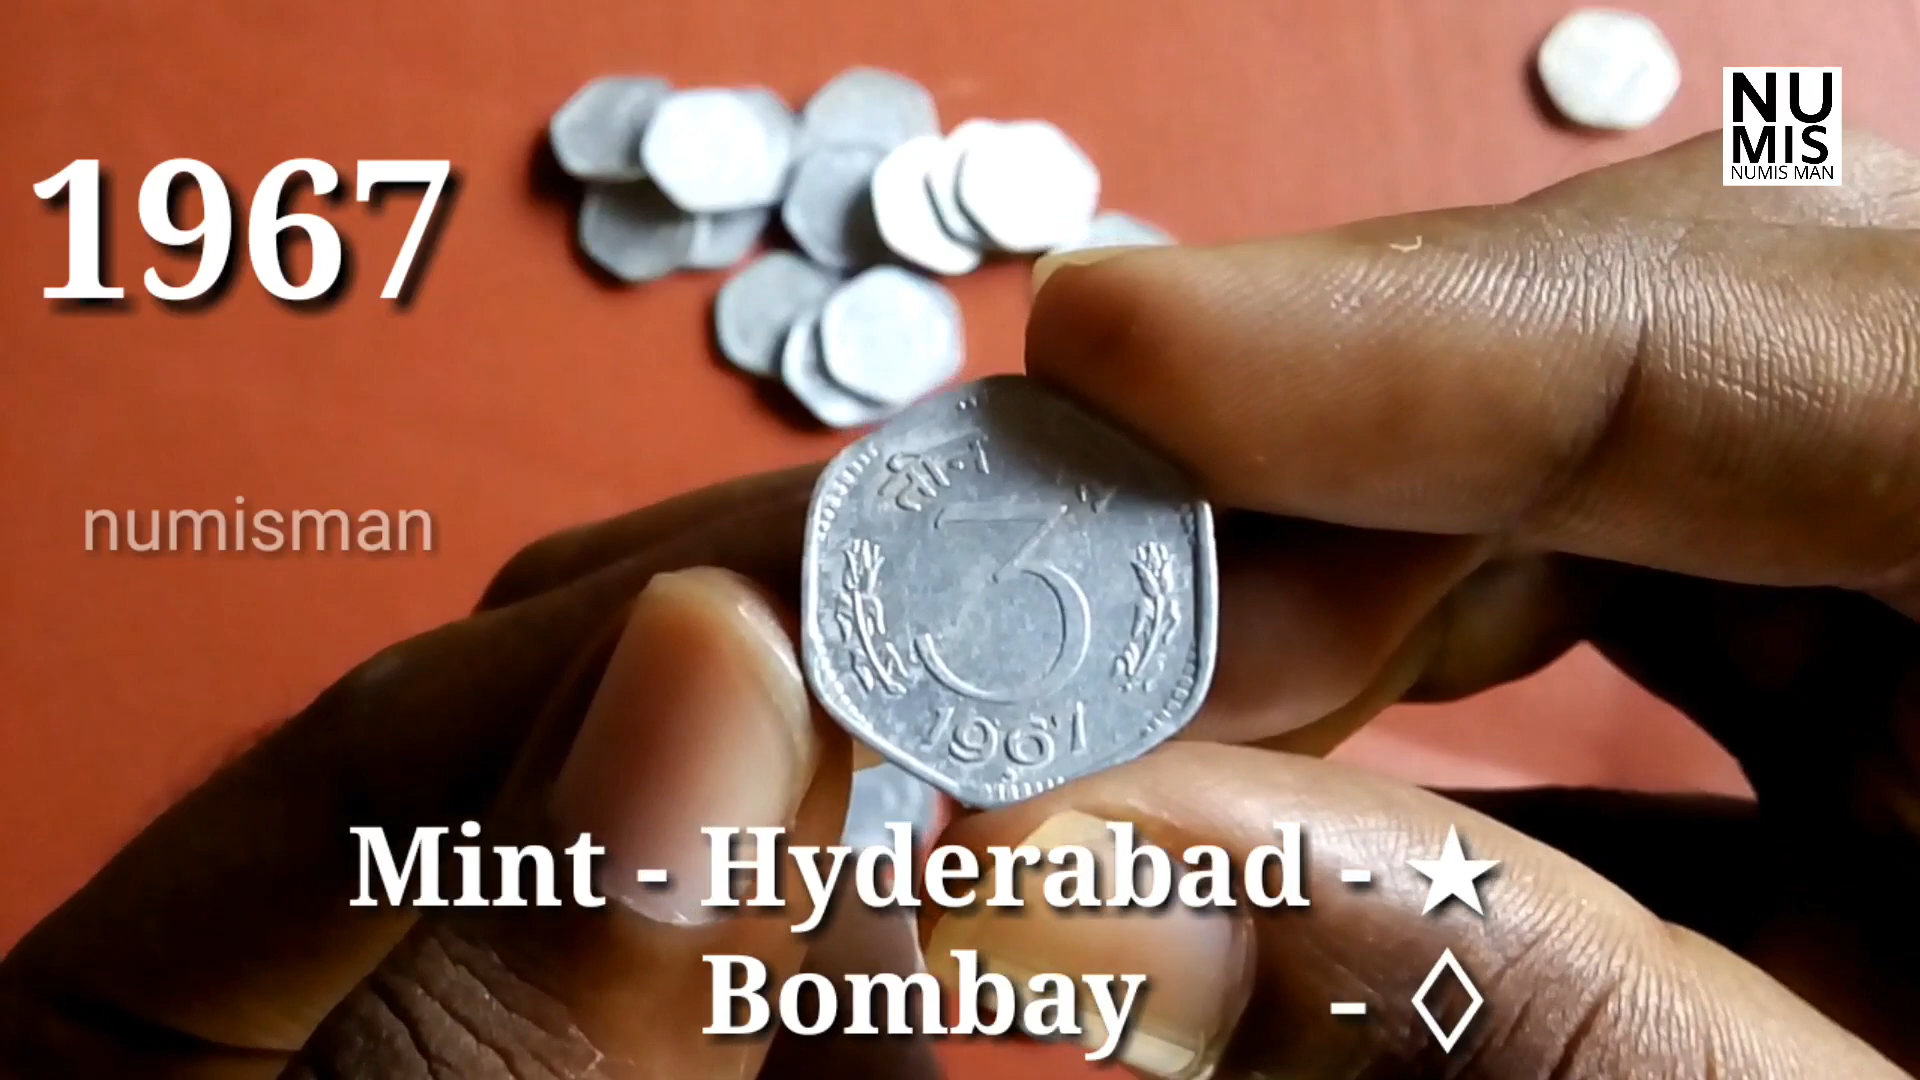 NU
MIS
NUMIS MAN
1967
numisman
तीन
3
1967
Mint - Hyderabad - ★
Bombay - ◇